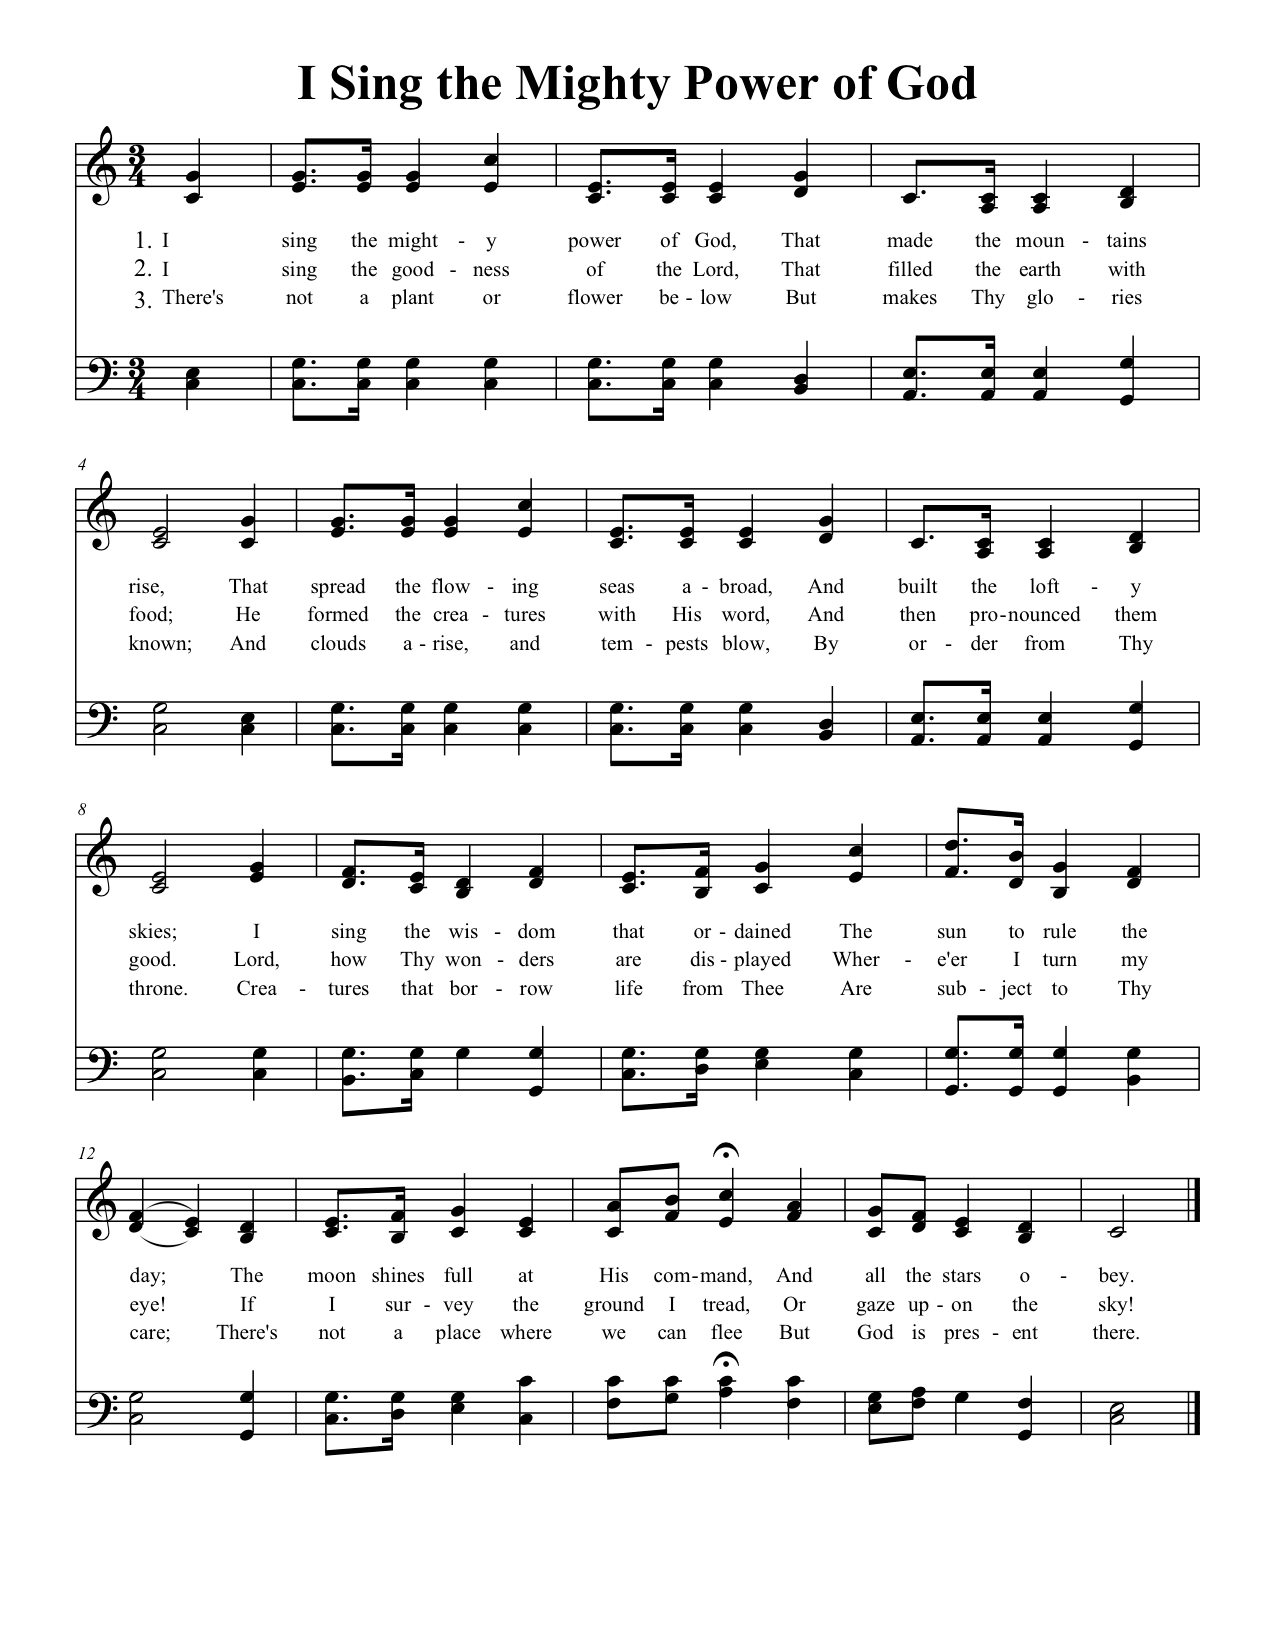 I Sing the Mighty Power of God
1. I sing the might - y power of God, That made the moun - tains
2. I sing the good - ness of the Lord, That filled the earth with
3. There's not a plant or flower be - low But makes Thy glo - ries
4
rise, That spread the flow - ing seas a - broad, And built the loft - y
food; He formed the crea - tures with His word, And then pro - nounced them
known; And clouds a - rise, and tem - pests blow, By or - der from Thy
8
skies; I sing the wis - dom that or - dained The sun to rule the
good. Lord, how Thy won - ders are dis - played Wher - e'er I turn my
throne. Crea - tures that bor - row life from Thee Are sub - ject to Thy
12
day; The moon shines full at His com - mand, And all the stars o - bey.
eye! If I sur - vey the ground I tread, Or gaze up - on the sky!
care; There's not a place where we can flee But God is pres - ent there.